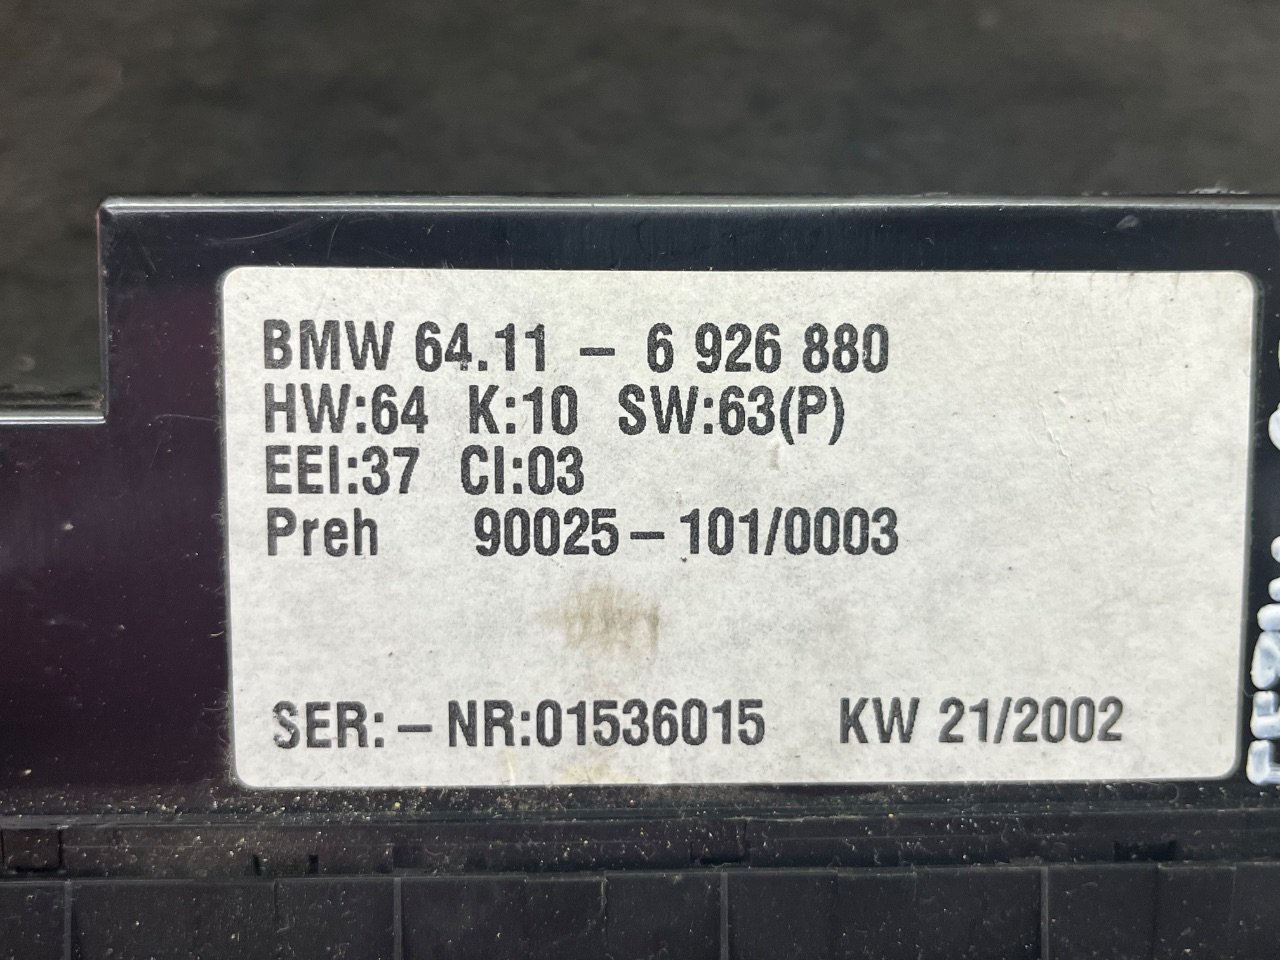 BMW 64.11 – 6 926 880
HW:64 K:10 SW:63(P)
EEI:37 CI:03
Preh 90025–101/0003
SER:–NR:01536015 KW 21/2002